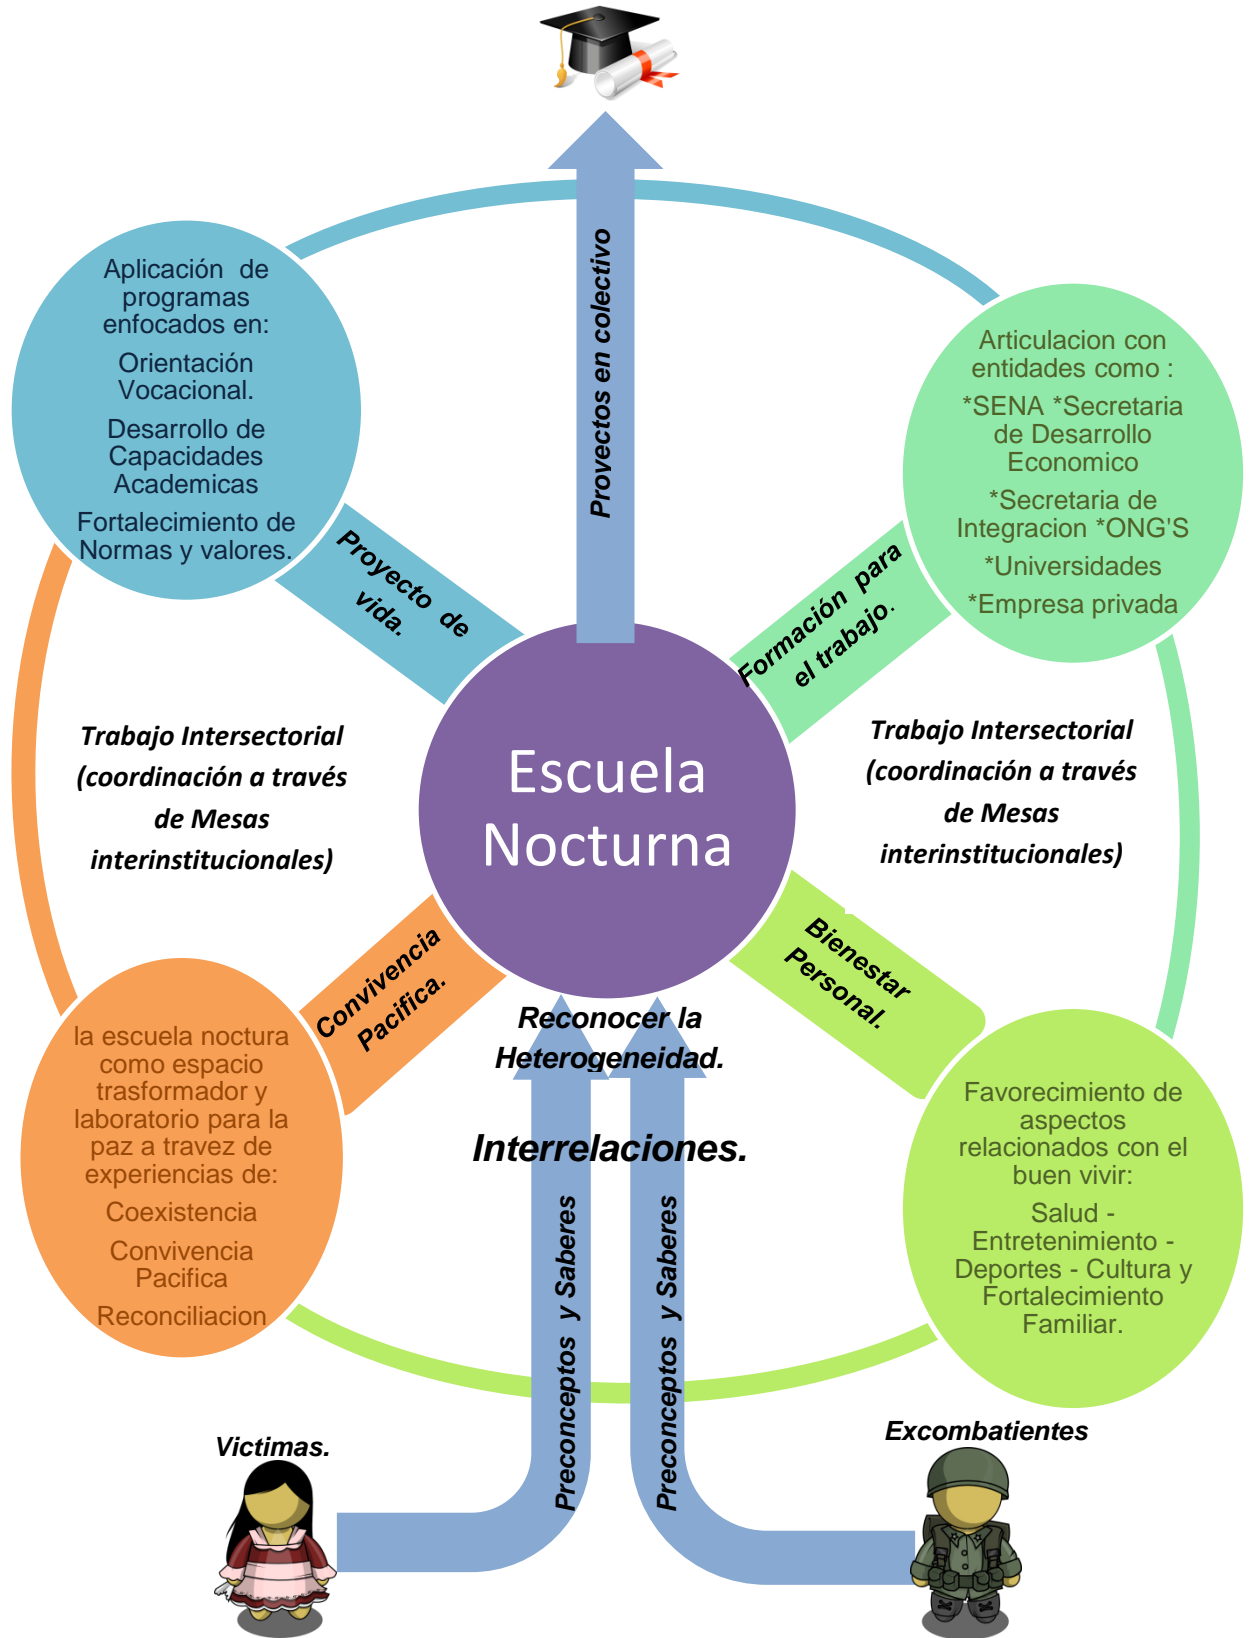 Proyectos en colectivo
Aplicación de
programas
enfocados en:
Orientación
Vocacional.
Desarrollo de
Capacidades
Academicas
Fortalecimiento de
Normas y valores.
Articulacion con
entidades como :
*SENA *Secretaria
de Desarrollo
Economico
*Secretaria de
Integracion *ONG'S
*Universidades
*Empresa privada
Proyecto de
vida.
Formación para
el trabajo.
Trabajo Intersectorial
(coordinación a través
de Mesas
interinstitucionales)
Escuela
Nocturna
Trabajo Intersectorial
(coordinación a través
de Mesas
interinstitucionales)
Convivencia
Pacifica.
Bienestar
Personal.
la escuela noctura
como espacio
trasformador y
laboratorio para la
paz a travez de
experiencias de:
Coexistencia
Convivencia
Pacifica
Reconciliacion
Reconocer la
Heterogeneidad.
Interrelaciones.
Favorecimiento de
aspectos
relacionados con el
buen vivir:
Salud -
Entretenimiento -
Deportes - Cultura y
Fortalecimiento
Familiar.
Preconceptos y Saberes
Preconceptos y Saberes
Victimas.
Excombatientes